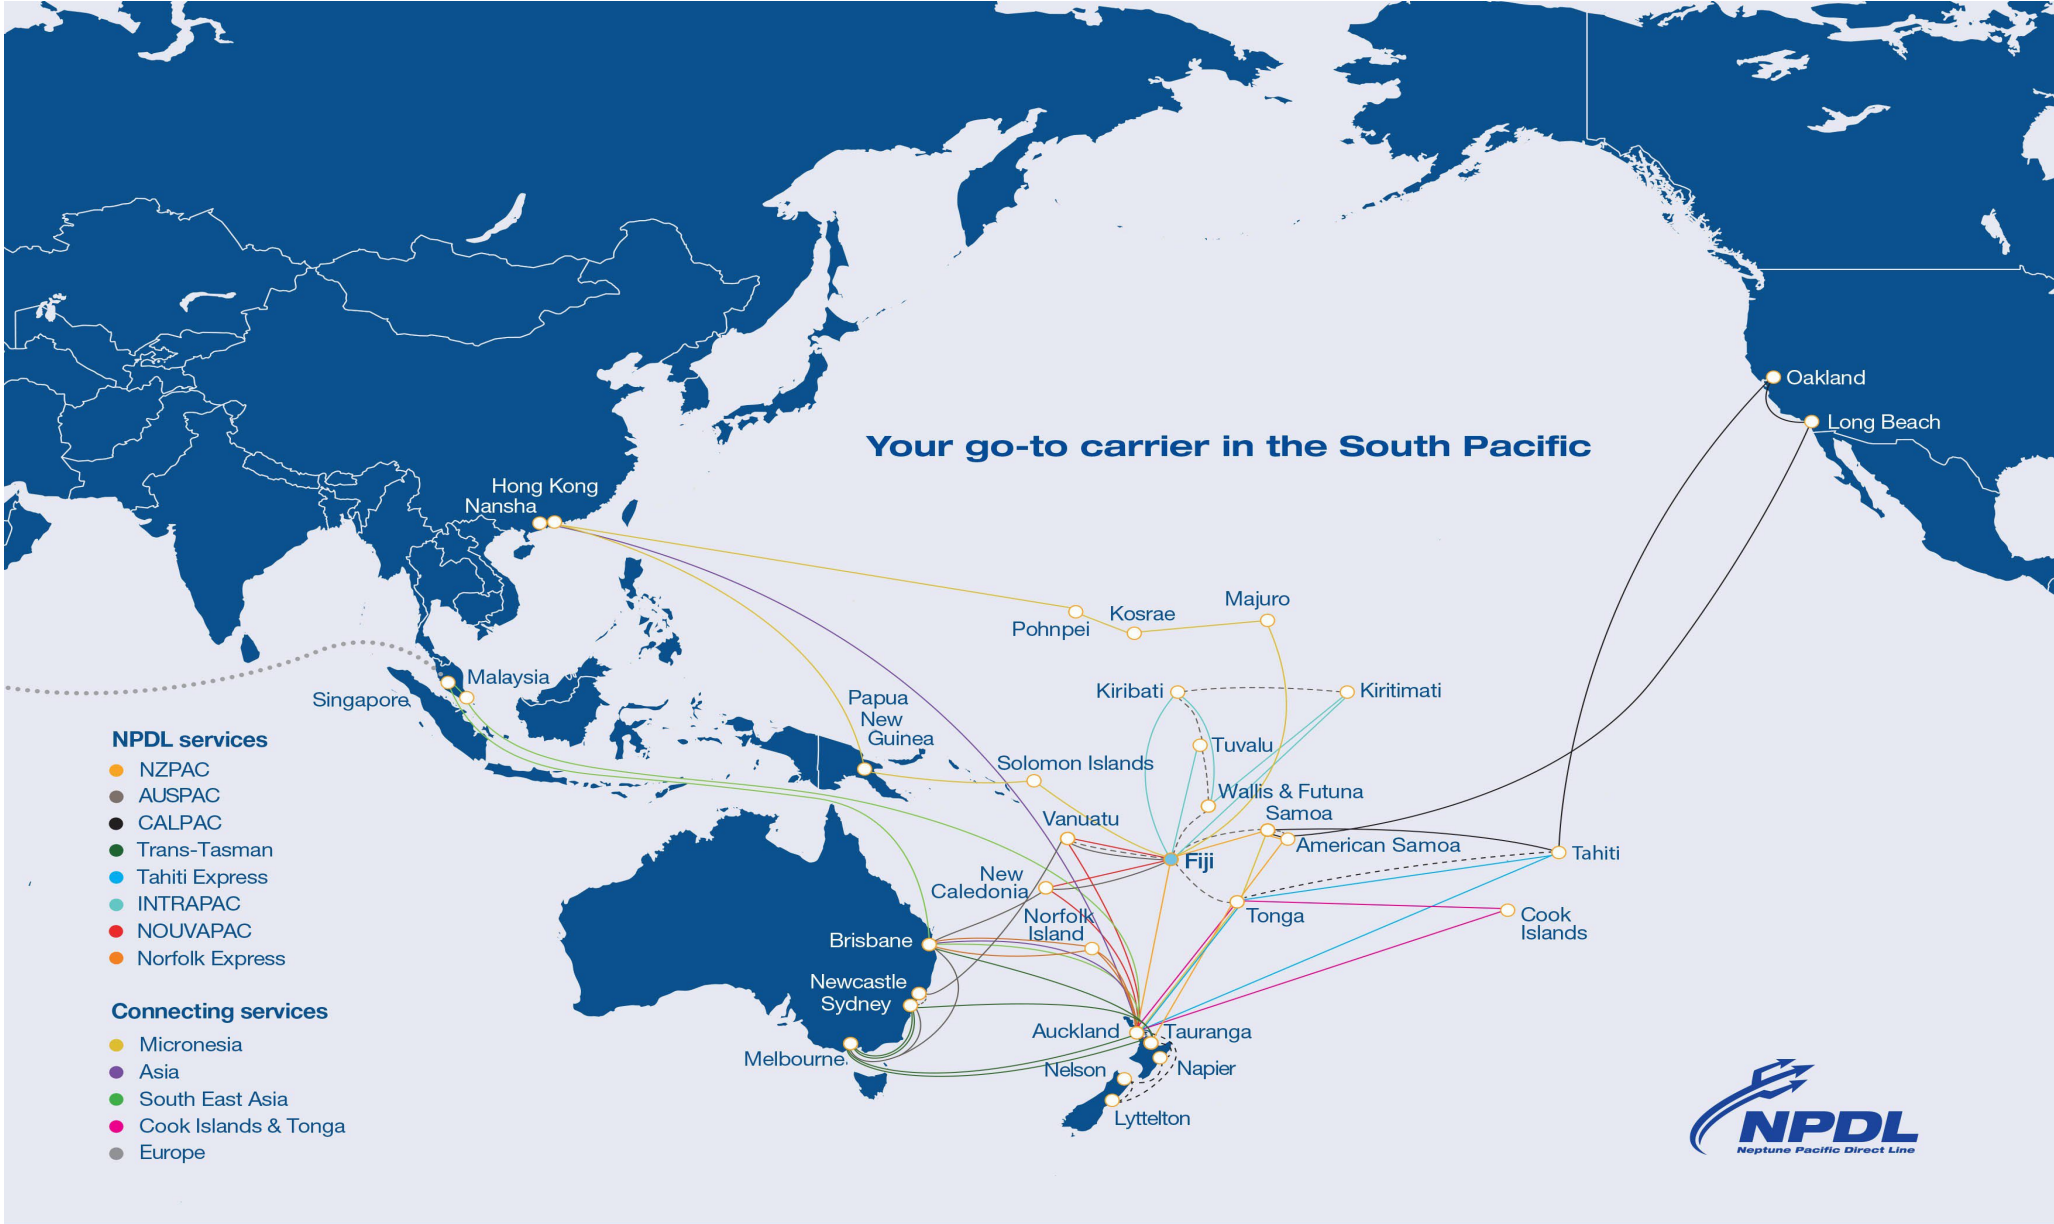 Oakland
Long Beach
Your go-to carrier in the South Pacific
Hong Kong
Nansha
Majuro
Kosrae
Pohnpei
Malaysia
Singapore
Kiribati
Kiritimati
Papua
New
Guinea
Tuvalu
Solomon Islands
Wallis & Futuna
Samoa
Vanuatu
American Samoa
Fiji
Tahiti
New
Caledonia
Norfolk
Island
Tonga
Cook
Islands
Brisbane
Newcastle
Sydney
Auckland
Tauranga
Melbourne
Nelson
Napier
Lyttelton
NPDL services
NZPAC
AUSPAC
CALPAC
Trans-Tasman
Tahiti Express
INTRAPAC
NOUVAPAC
Norfolk Express
Connecting services
Micronesia
Asia
South East Asia
Cook Islands & Tonga
Europe
NPDL
Neptune Pacific Direct Line